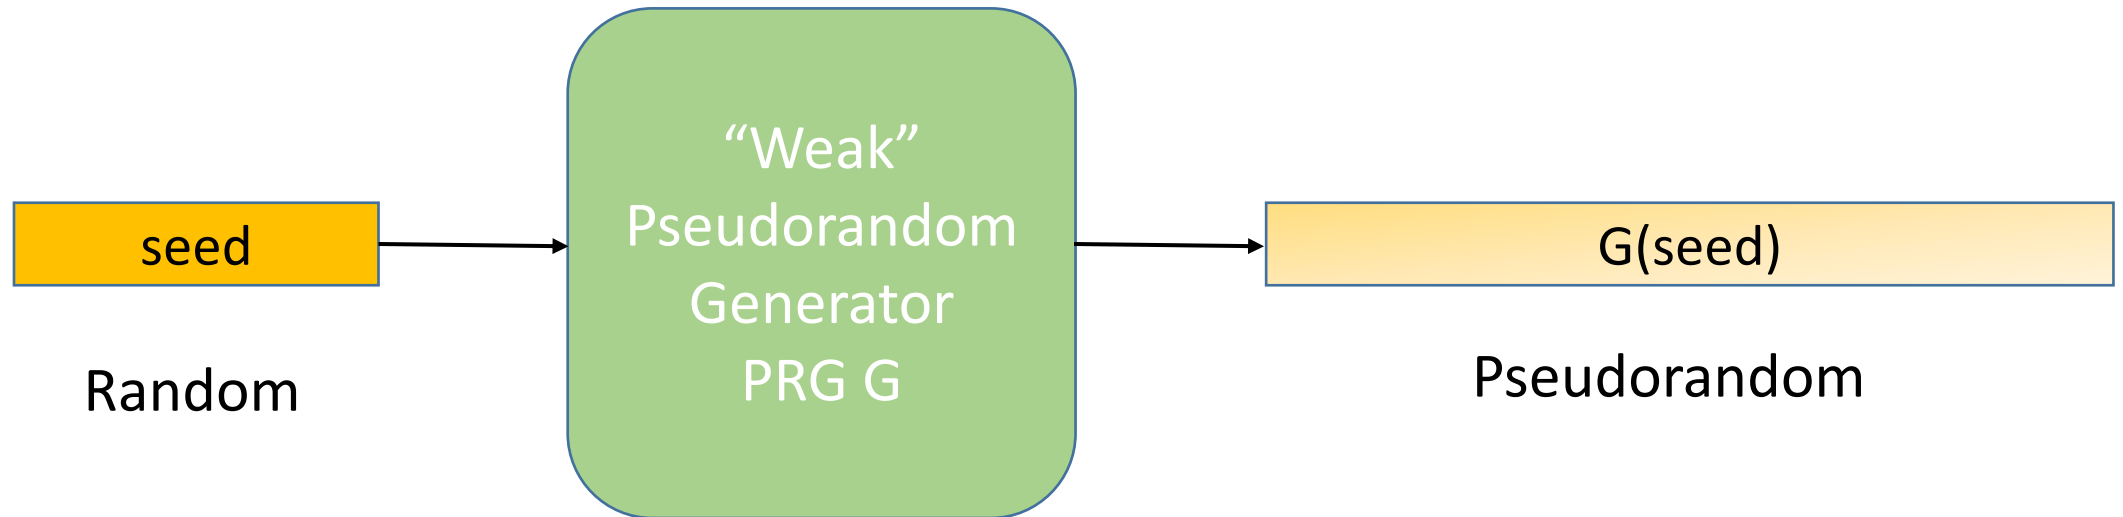 seed
Random
“Weak”
Pseudorandom
Generator
PRG G
G(seed)
Pseudorandom